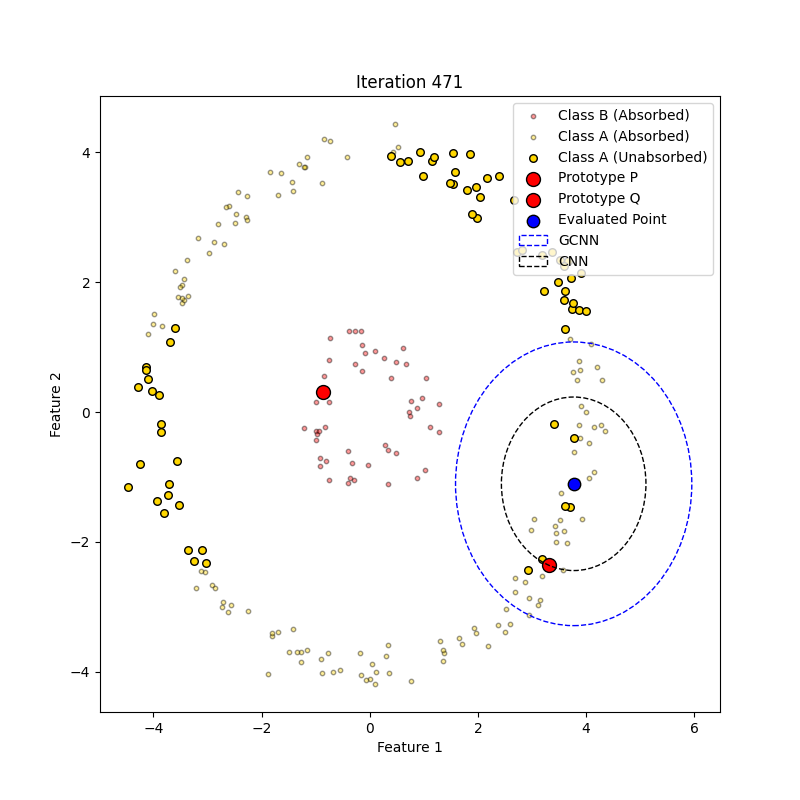 Iteration 471
Class B (Absorbed)
Class A (Absorbed)
Class A (Unabsorbed)
Prototype P
Prototype Q
Evaluated Point
GCNN
CNN
Feature 2
4
2
0
−2
−4
−4
−2
0
2
4
6
Feature 1